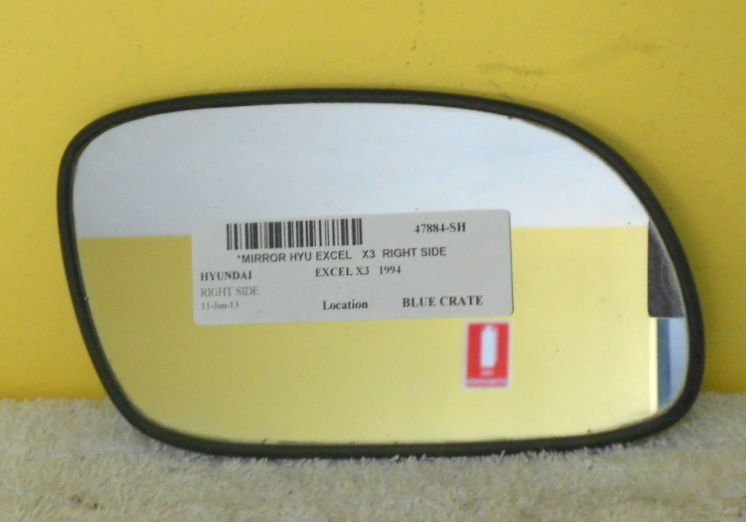 47884-SH
*MIRROR HYU EXCEL X3 RIGHT SIDE
HYUNDAI EXCEL X3 1994
RIGHT SIDE
11-Jun-13 Location BLUE CRATE